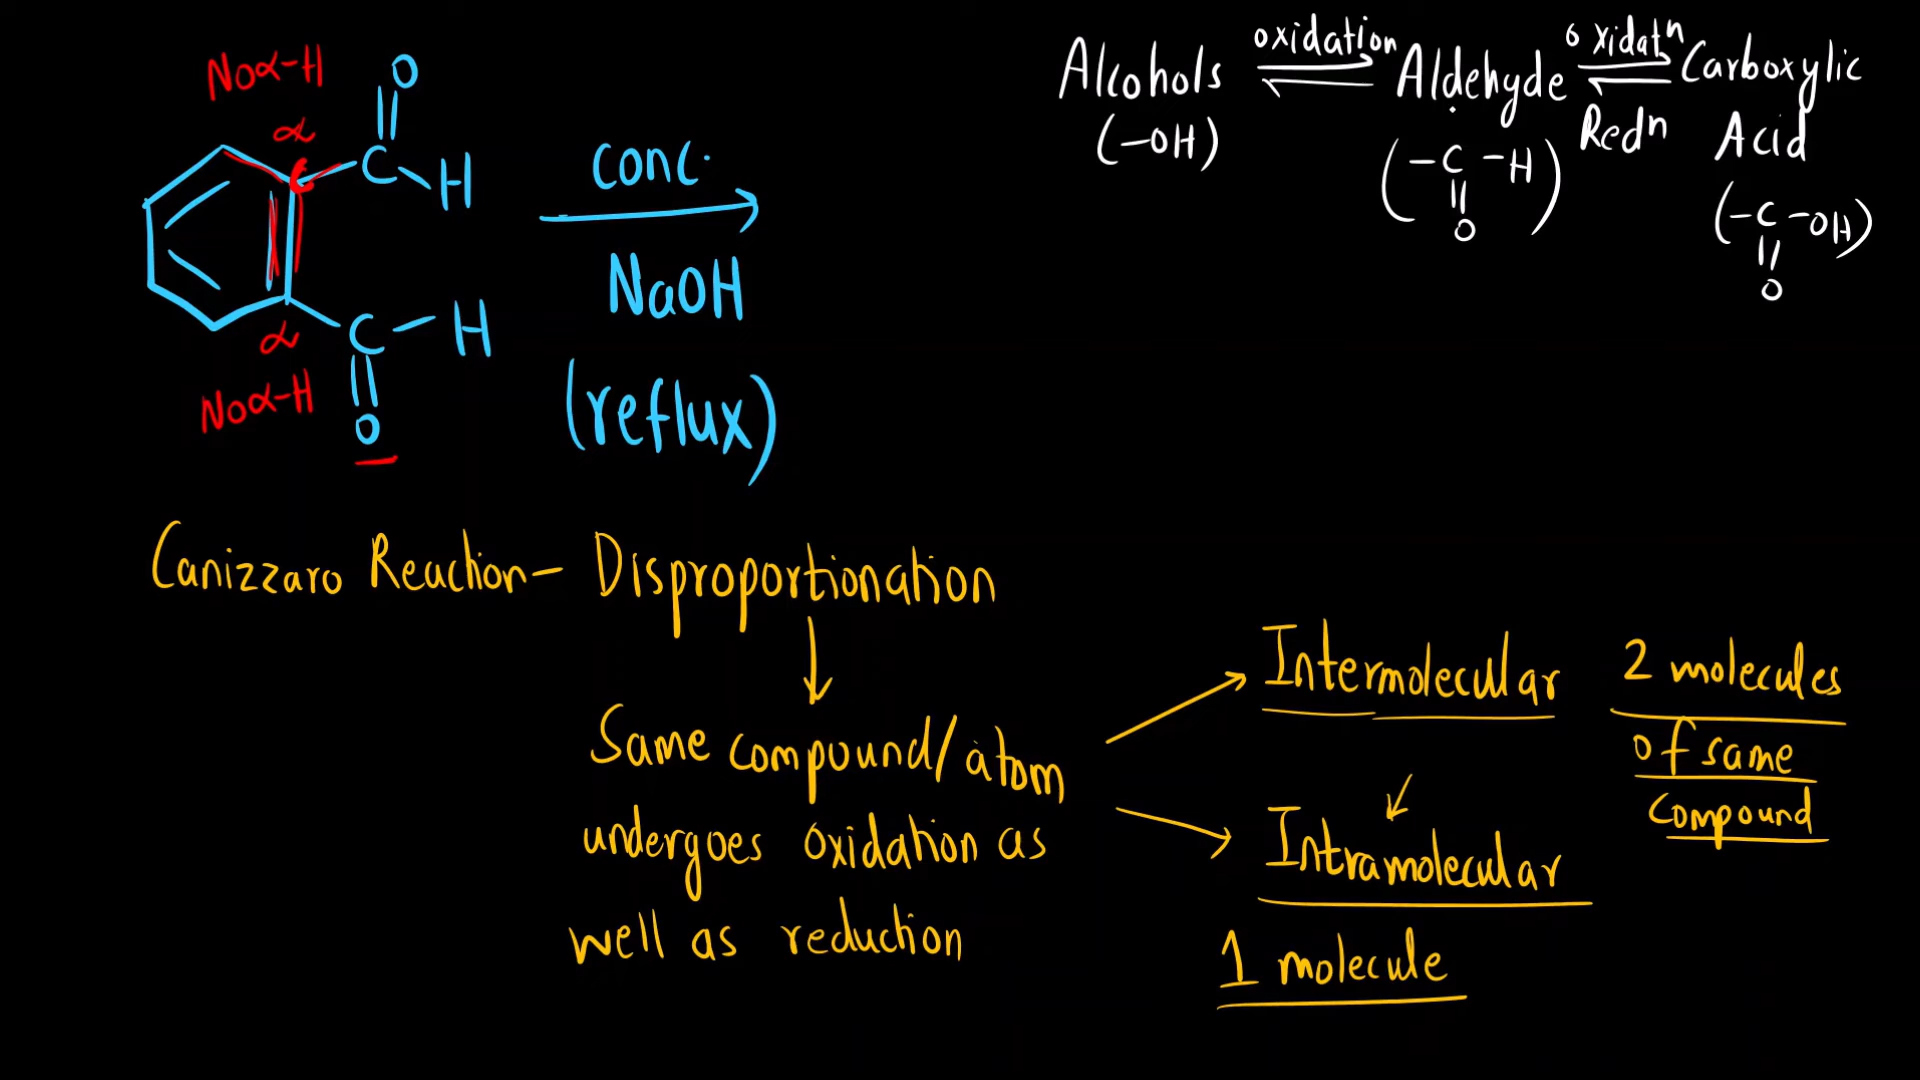 Noα-H
α
O
C
H
conc.
NaOH
(reflux)
α
C - H
Noα-H
O
Alcohols oxidation Aldehyde oxidatn Carboxylic
Redn Acid
(-OH)
(-C-H)
O
(-C-OH)
O
Canizzaro Reaction - Disproportionation
Same compound/atom
undergoes oxidation as
well as reduction
Intermolecular 2 molecules
of same
compound
Intramolecular
1 molecule